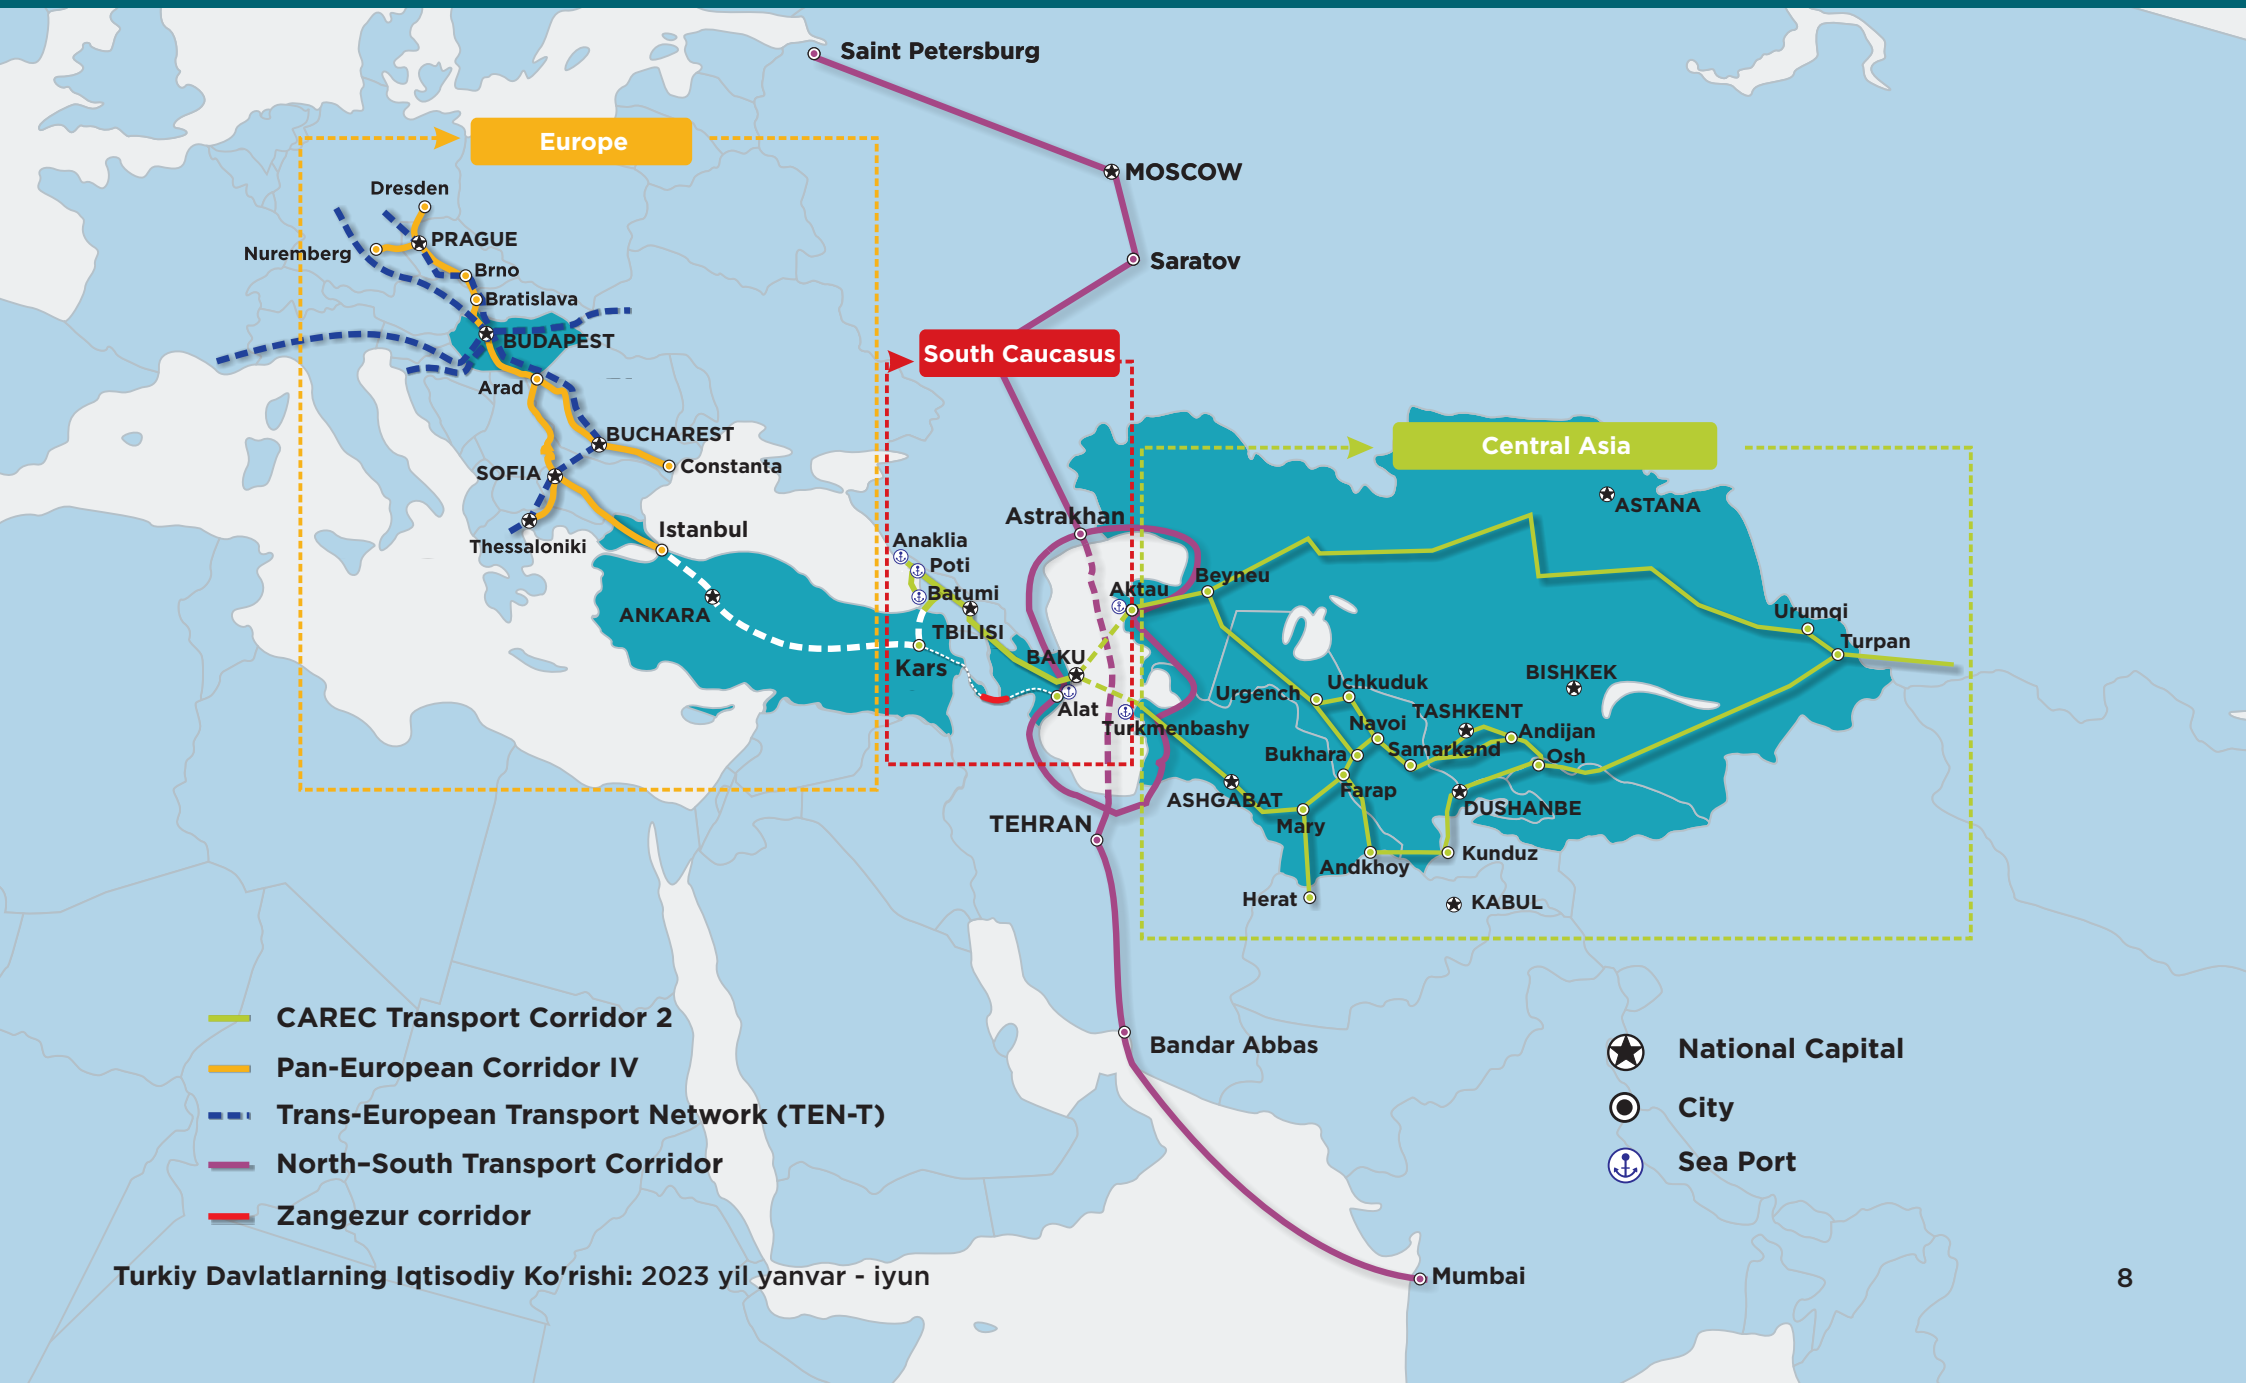 Saint Petersburg
Europe
MOSCOW
Dresden
PRAGUE
Nuremberg
Saratov
Brno
Bratislava
BUDAPEST
South Caucasus
Arad
BUCHAREST
Central Asia
Constanta
SOFIA
ASTANA
Astrakhan
Istanbul
Thessaloniki
Anaklia
Poti
Beyneu
Aktau
Batumi
ANKARA
Urumqi
TBILISI
Turpan
BAKU
Kars
BISHKEK
Uchkuduk
Urgench
Alat
TASHKENT
Navoi
Turkmenbashy
Andijan
Samarkand
Bukhara
Osh
Farap
ASHGABAT
DUSHANBE
TEHRAN
Mary
Kunduz
Andkhoy
Herat
KABUL
Bandar Abbas
CAREC Transport Corridor 2
Pan-European Corridor IV
Trans-European Transport Network (TEN-T)
North–South Transport Corridor
Zangezur corridor
National Capital
City
Sea Port
Mumbai
Turkiy Davlatlarning Iqtisodiy Ko'rishi: 2023 yil yanvar - iyun
8